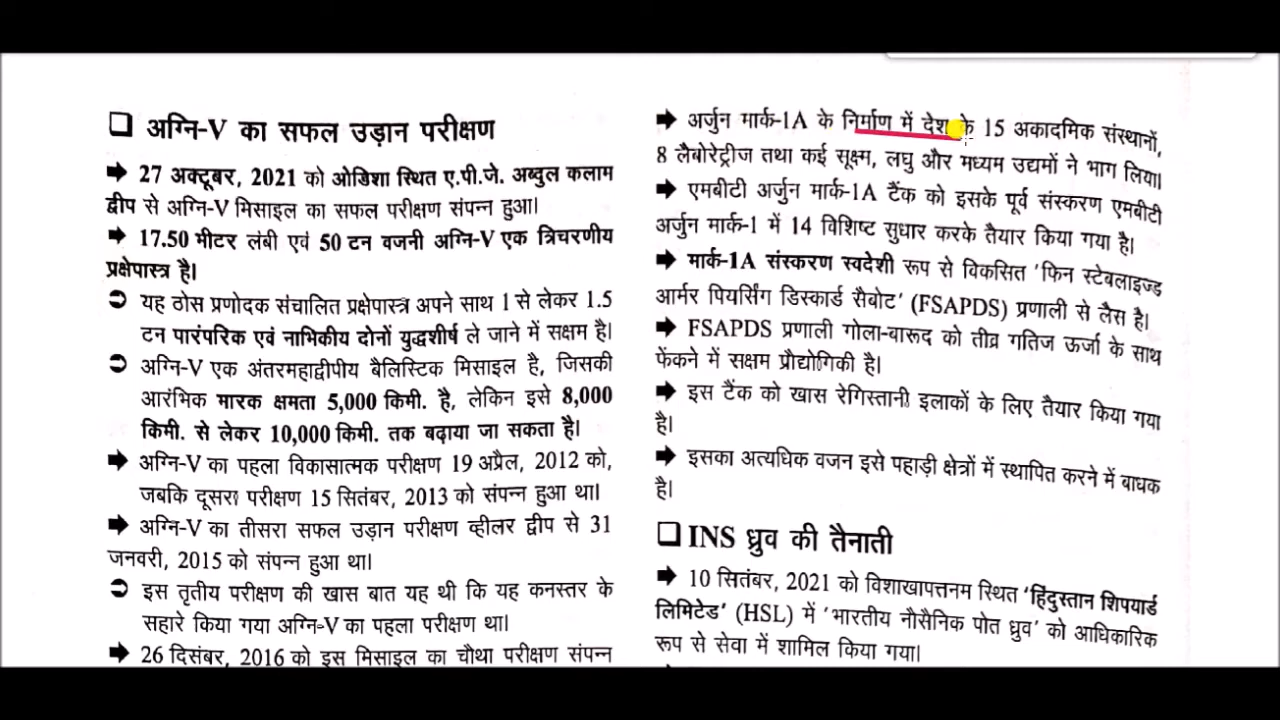 ❑ अग्नि-V का सफल उड़ान परीक्षण
➡ 27 अक्टूबर, 2021 को ओडिशा स्थित ए.पी.जे. अब्दुल कलाम
द्वीप से अग्नि-V मिसाइल का सफल परीक्षण संपन्न हुआ।
➡ 17.50 मीटर लंबी एवं 50 टन वजनी अग्नि-V एक त्रिचरणीय
प्रक्षेपास्त्र है।
➲ यह ठोस प्रणोदक संचालित प्रक्षेपास्त्र अपने साथ 1 से लेकर 1.5
टन पारंपरिक एवं नाभिकीय दोनों युद्धशीर्ष ले जाने में सक्षम है।
➲ अग्नि-V एक अंतरमहाद्वीपीय बैलिस्टिक मिसाइल है, जिसकी
आरंभिक मारक क्षमता 5,000 किमी. है, लेकिन इसे 8,000
किमी. से लेकर 10,000 किमी. तक बढ़ाया जा सकता है।
➡ अग्नि-V का पहला विकासात्मक परीक्षण 19 अप्रैल, 2012 को,
जबकि दूसरा परीक्षण 15 सितंबर, 2013 को संपन्न हुआ था।
➡ अग्नि-V का तीसरा सफल उड़ान परीक्षण व्हीलर द्वीप से 31
जनवरी, 2015 को संपन्न हुआ था।
➲ इस तृतीय परीक्षण की खास बात यह थी कि यह कनस्तर के
सहारे किया गया अग्नि-V का पहला परीक्षण था।
➡ 26 दिसंबर, 2016 को इस मिसाइल का चौथा परीक्षण संपन्न
➡ अर्जुन मार्क-1A के निर्माण में देश के 15 अकादमिक संस्थानों,
8 लैबोरेट्रीज तथा कई सूक्ष्म, लघु और मध्यम उद्यमों ने भाग लिया।
➡ एमबीटी अर्जुन मार्क-1A टैंक को इसके पूर्व संस्करण एमबीटी
अर्जुन मार्क-1 में 14 विशिष्ट सुधार करके तैयार किया गया है।
➡ मार्क-1A संस्करण स्वदेशी रूप से विकसित 'फिन स्टेबलाइज्ड
आर्मर पियर्सिंग डिस्कार्ड सैबोट' (FSAPDS) प्रणाली से लैस है।
➡ FSAPDS प्रणाली गोला-बारूद को तीव्र गतिज ऊर्जा के साथ
फेंकने में सक्षम प्रौद्योगिकी है।
➡ इस टैंक को खास रेगिस्तानी इलाकों के लिए तैयार किया गया
है।
➡ इसका अत्यधिक वजन इसे पहाड़ी क्षेत्रों में स्थापित करने में बाधक
है।
❑ INS ध्रुव की तैनाती
➡ 10 सितंबर, 2021 को विशाखापत्तनम स्थित 'हिंदुस्तान शिपयार्ड
लिमिटेड' (HSL) में 'भारतीय नौसैनिक पोत ध्रुव' को आधिकारिक
रूप से सेवा में शामिल किया गया।